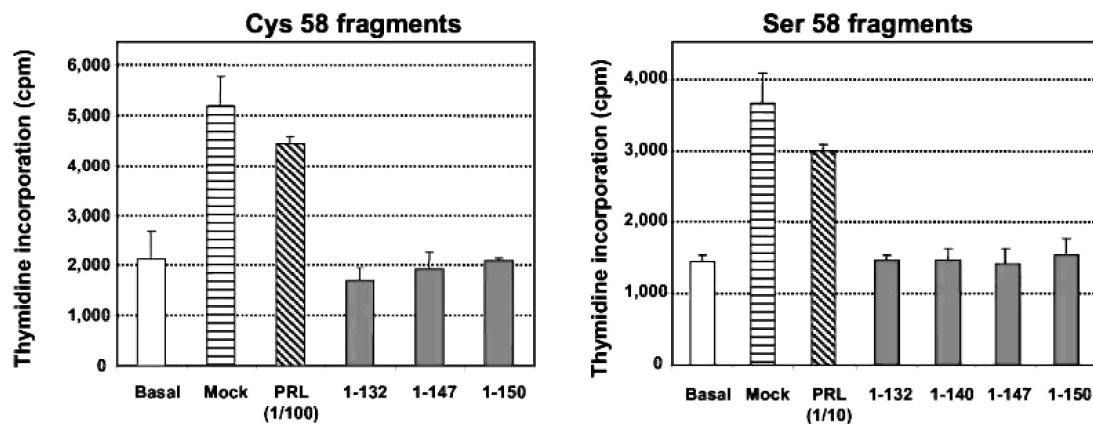 Cys 58 fragments
Thymidine incorporation (cpm)
6,000
5,000
4,000
3,000
2,000
1,000
0
Basal Mock PRL 1-132 1-147 1-150
(1/100)
Ser 58 fragments
Thymidine incorporation (cpm)
4,000
3,000
2,000
1,000
0
Basal Mock PRL 1-132 1-140 1-147 1-150
(1/10)